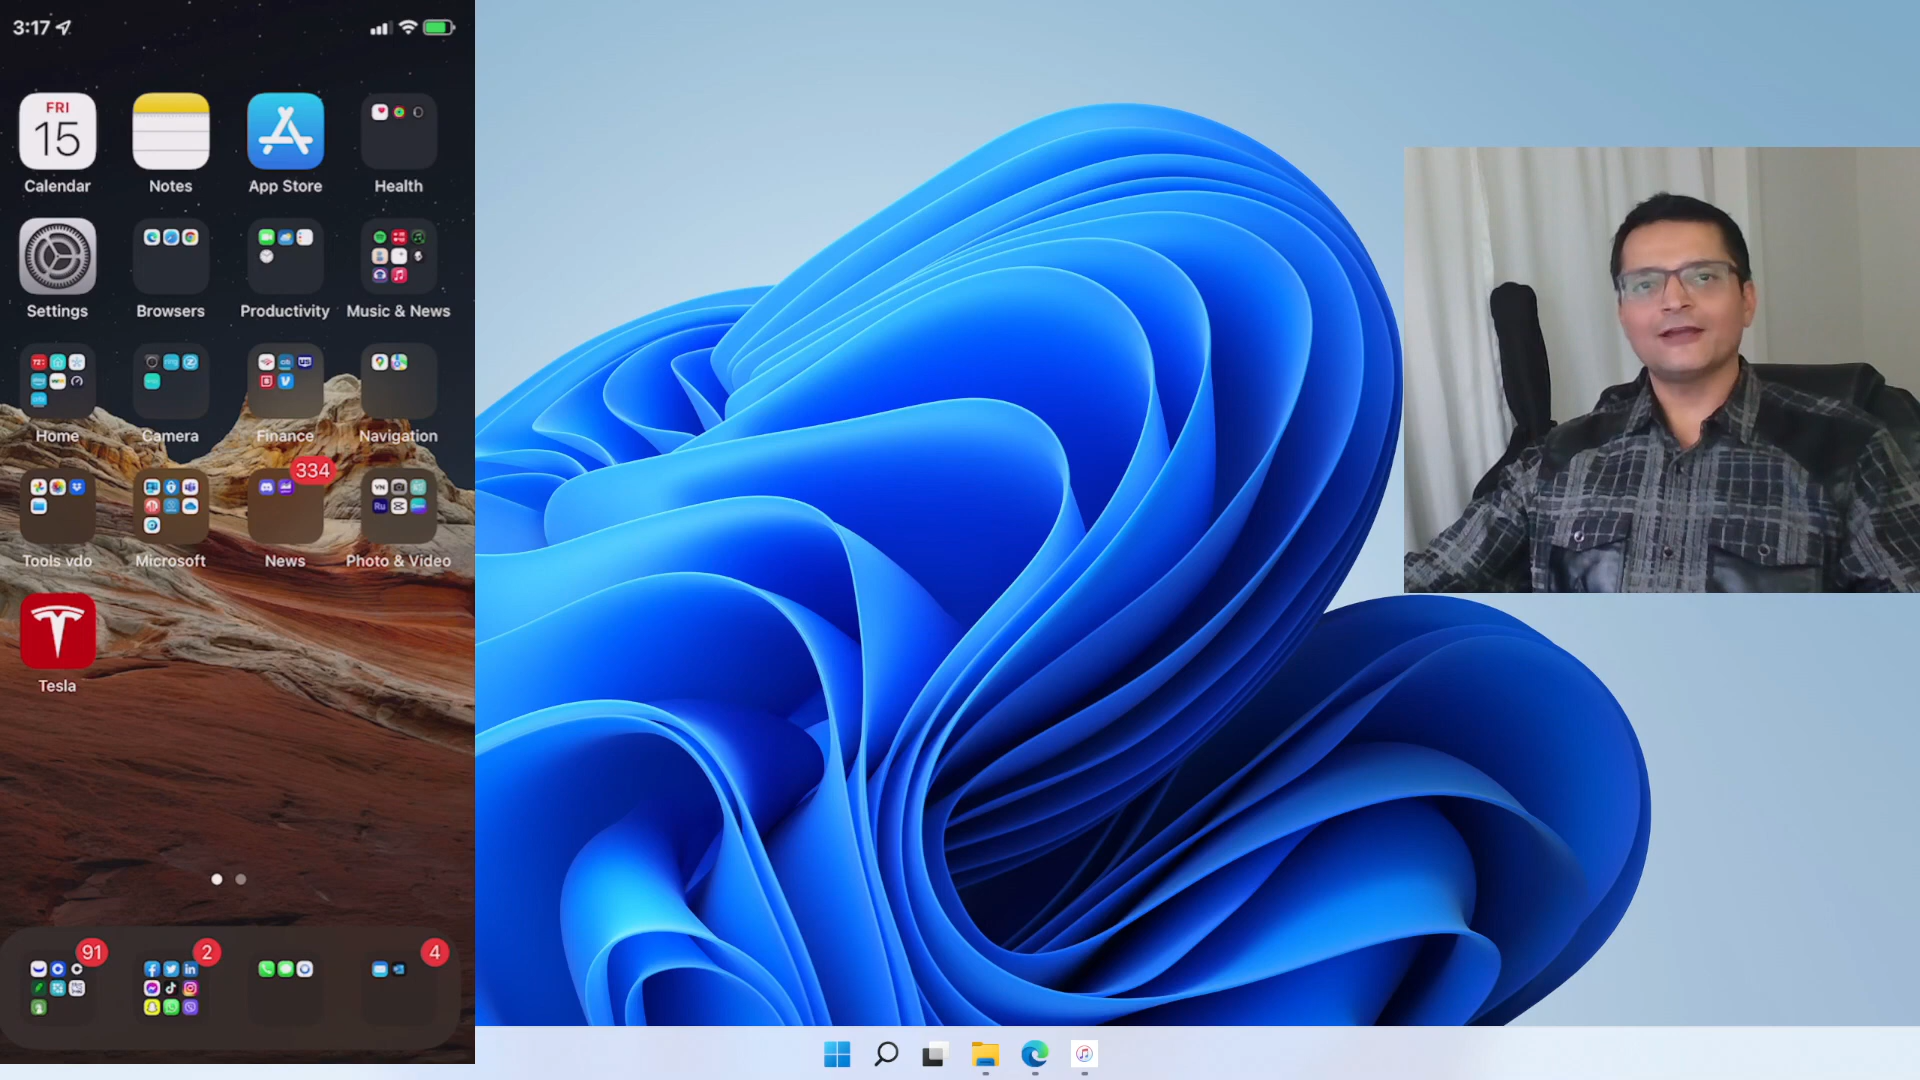 3:17
FRI
15
Calendar Notes App Store Health
Settings Browsers Productivity Music & News
Home Camera Finance Navigation
334
Tools vdo Microsoft News Photo & Video
Tesla
91 2 4